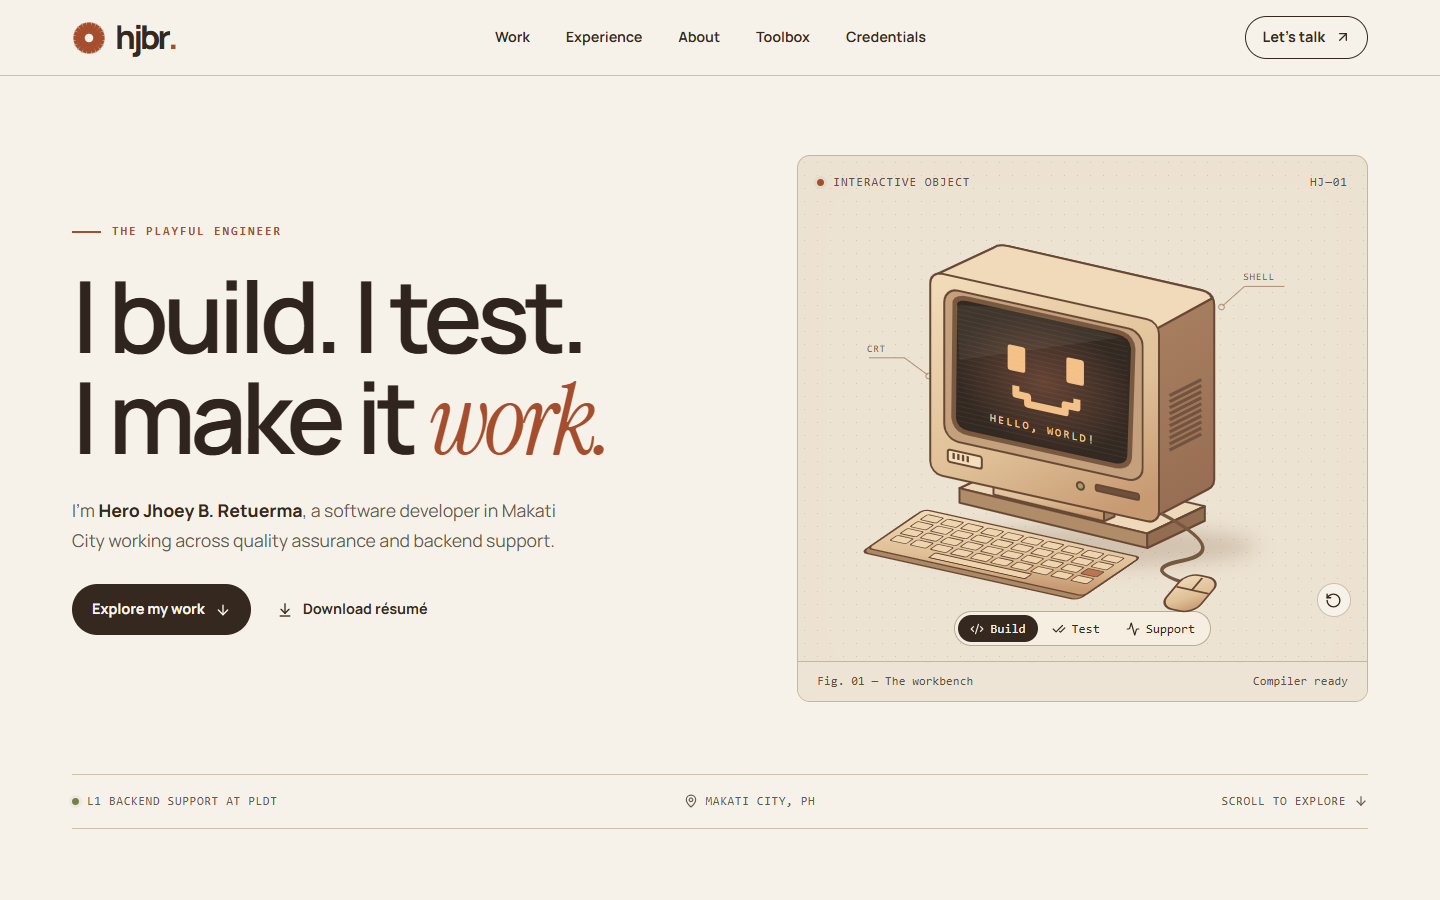 hjbr.
Work
Experience
About
Toolbox
Credentials
Let's talk
THE PLAYFUL ENGINEER
I build. I test.
I make it work.
I'm Hero Jhoey B. Retuerma, a software developer in Makati
City working across quality assurance and backend support.
Explore my work
Download résumé
INTERACTIVE OBJECT
HJ—01
SHELL
CRT
HELLO, WORLD!
Build
Test
Support
Fig. 01 — The workbench
Compiler ready
L1 BACKEND SUPPORT AT PLDT
MAKATI CITY, PH
SCROLL TO EXPLORE